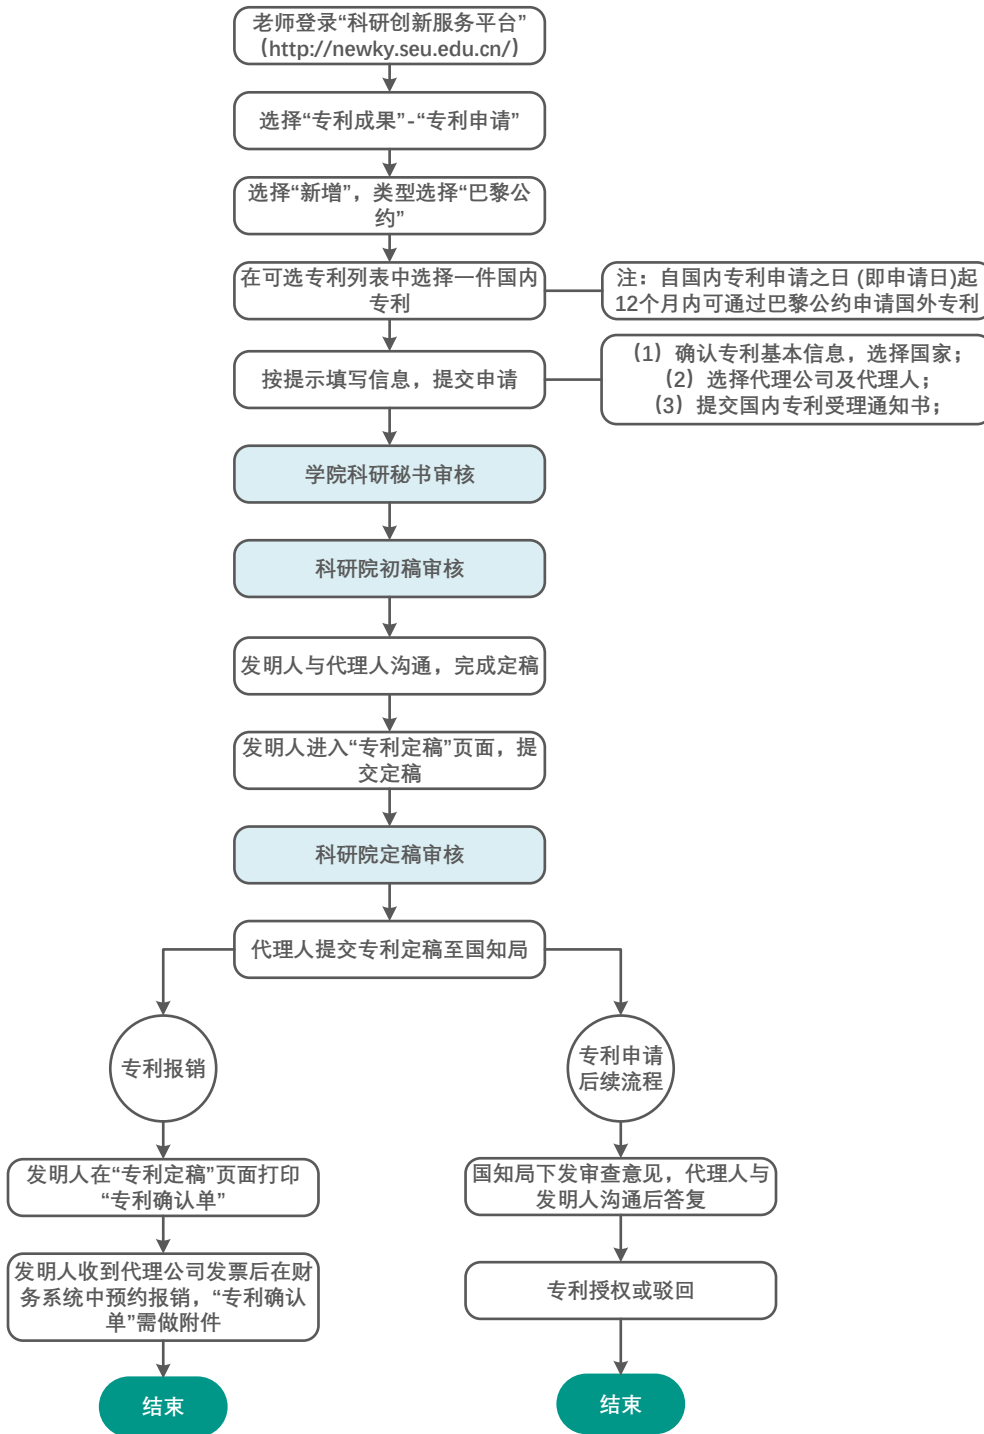 老师登录“科研创新服务平台”
(http://newky.seu.edu.cn/)
选择“专利成果”-“专利申请”
选择“新增”，类型选择“巴黎公
约”
在可选专利列表中选择一件国内
专利
注：自国内专利申请之日 (即申请日)起
12个月内可通过巴黎公约申请国外专利
按提示填写信息，提交申请
（1）确认专利基本信息，选择国家；
（2）选择代理公司及代理人；
（3）提交国内专利受理通知书；
学院科研秘书审核
科研院初稿审核
发明人与代理人沟通，完成定稿
发明人进入“专利定稿”页面，提
交定稿
科研院定稿审核
代理人提交专利定稿至国知局
专利报销
发明人在“专利定稿”页面打印
“专利确认单”
发明人收到代理公司发票后在财
务系统中预约报销，“专利确认
单”需做附件
结束
专利申请
后续流程
国知局下发审查意见，代理人与
发明人沟通后答复
专利授权或驳回
结束